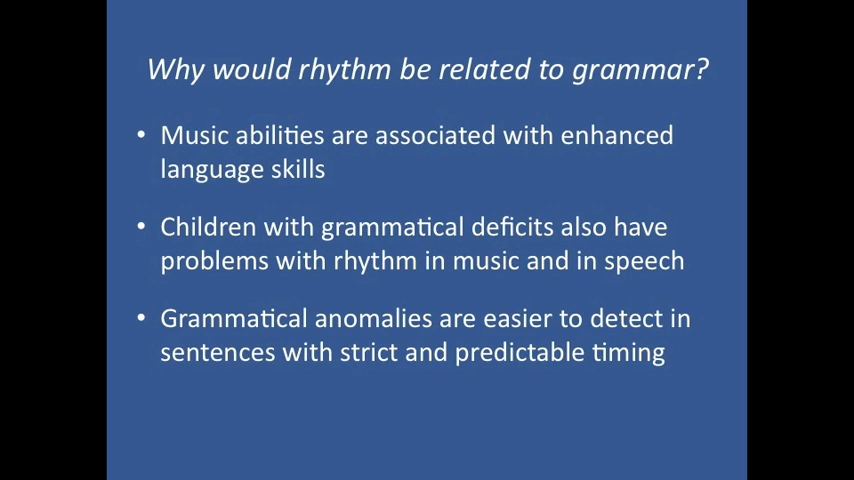 Why would rhythm be related to grammar?
• Music abilities are associated with enhanced
language skills
• Children with grammatical deficits also have
problems with rhythm in music and in speech
• Grammatical anomalies are easier to detect in
sentences with strict and predictable timing